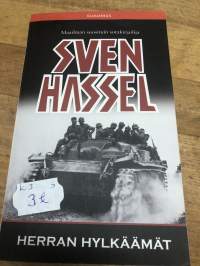 Maailman suosituin sotakirjailija
SVEN
HASSEL
3€
HERRAN HYLKÄÄMÄT